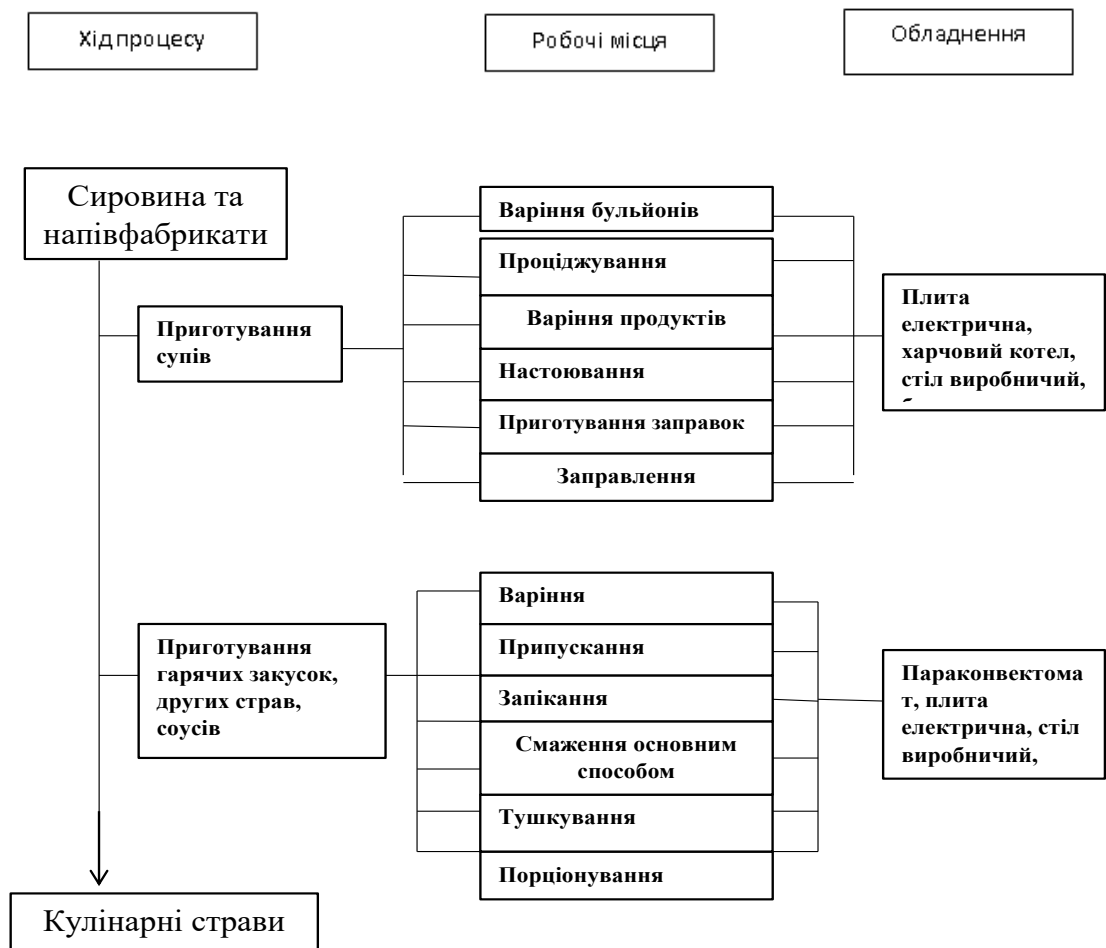 Хід процесу
Робочі місця
Обладнення
Сировина та
напівфабрикати
Приготування
супів
Варіння бульйонів
Проціджування
Варіння продуктів
Настоювання
Приготування заправок
Заправлення
Плита
електрична,
харчовий котел,
стіл виробничий,
Приготування
гарячих закусок,
других страв,
соусів
Варіння
Припускання
Запікання
Смаження основним
способом
Тушкування
Порціонування
Параконвектома
т, плита
електрична, стіл
виробничий,
Кулінарні страви